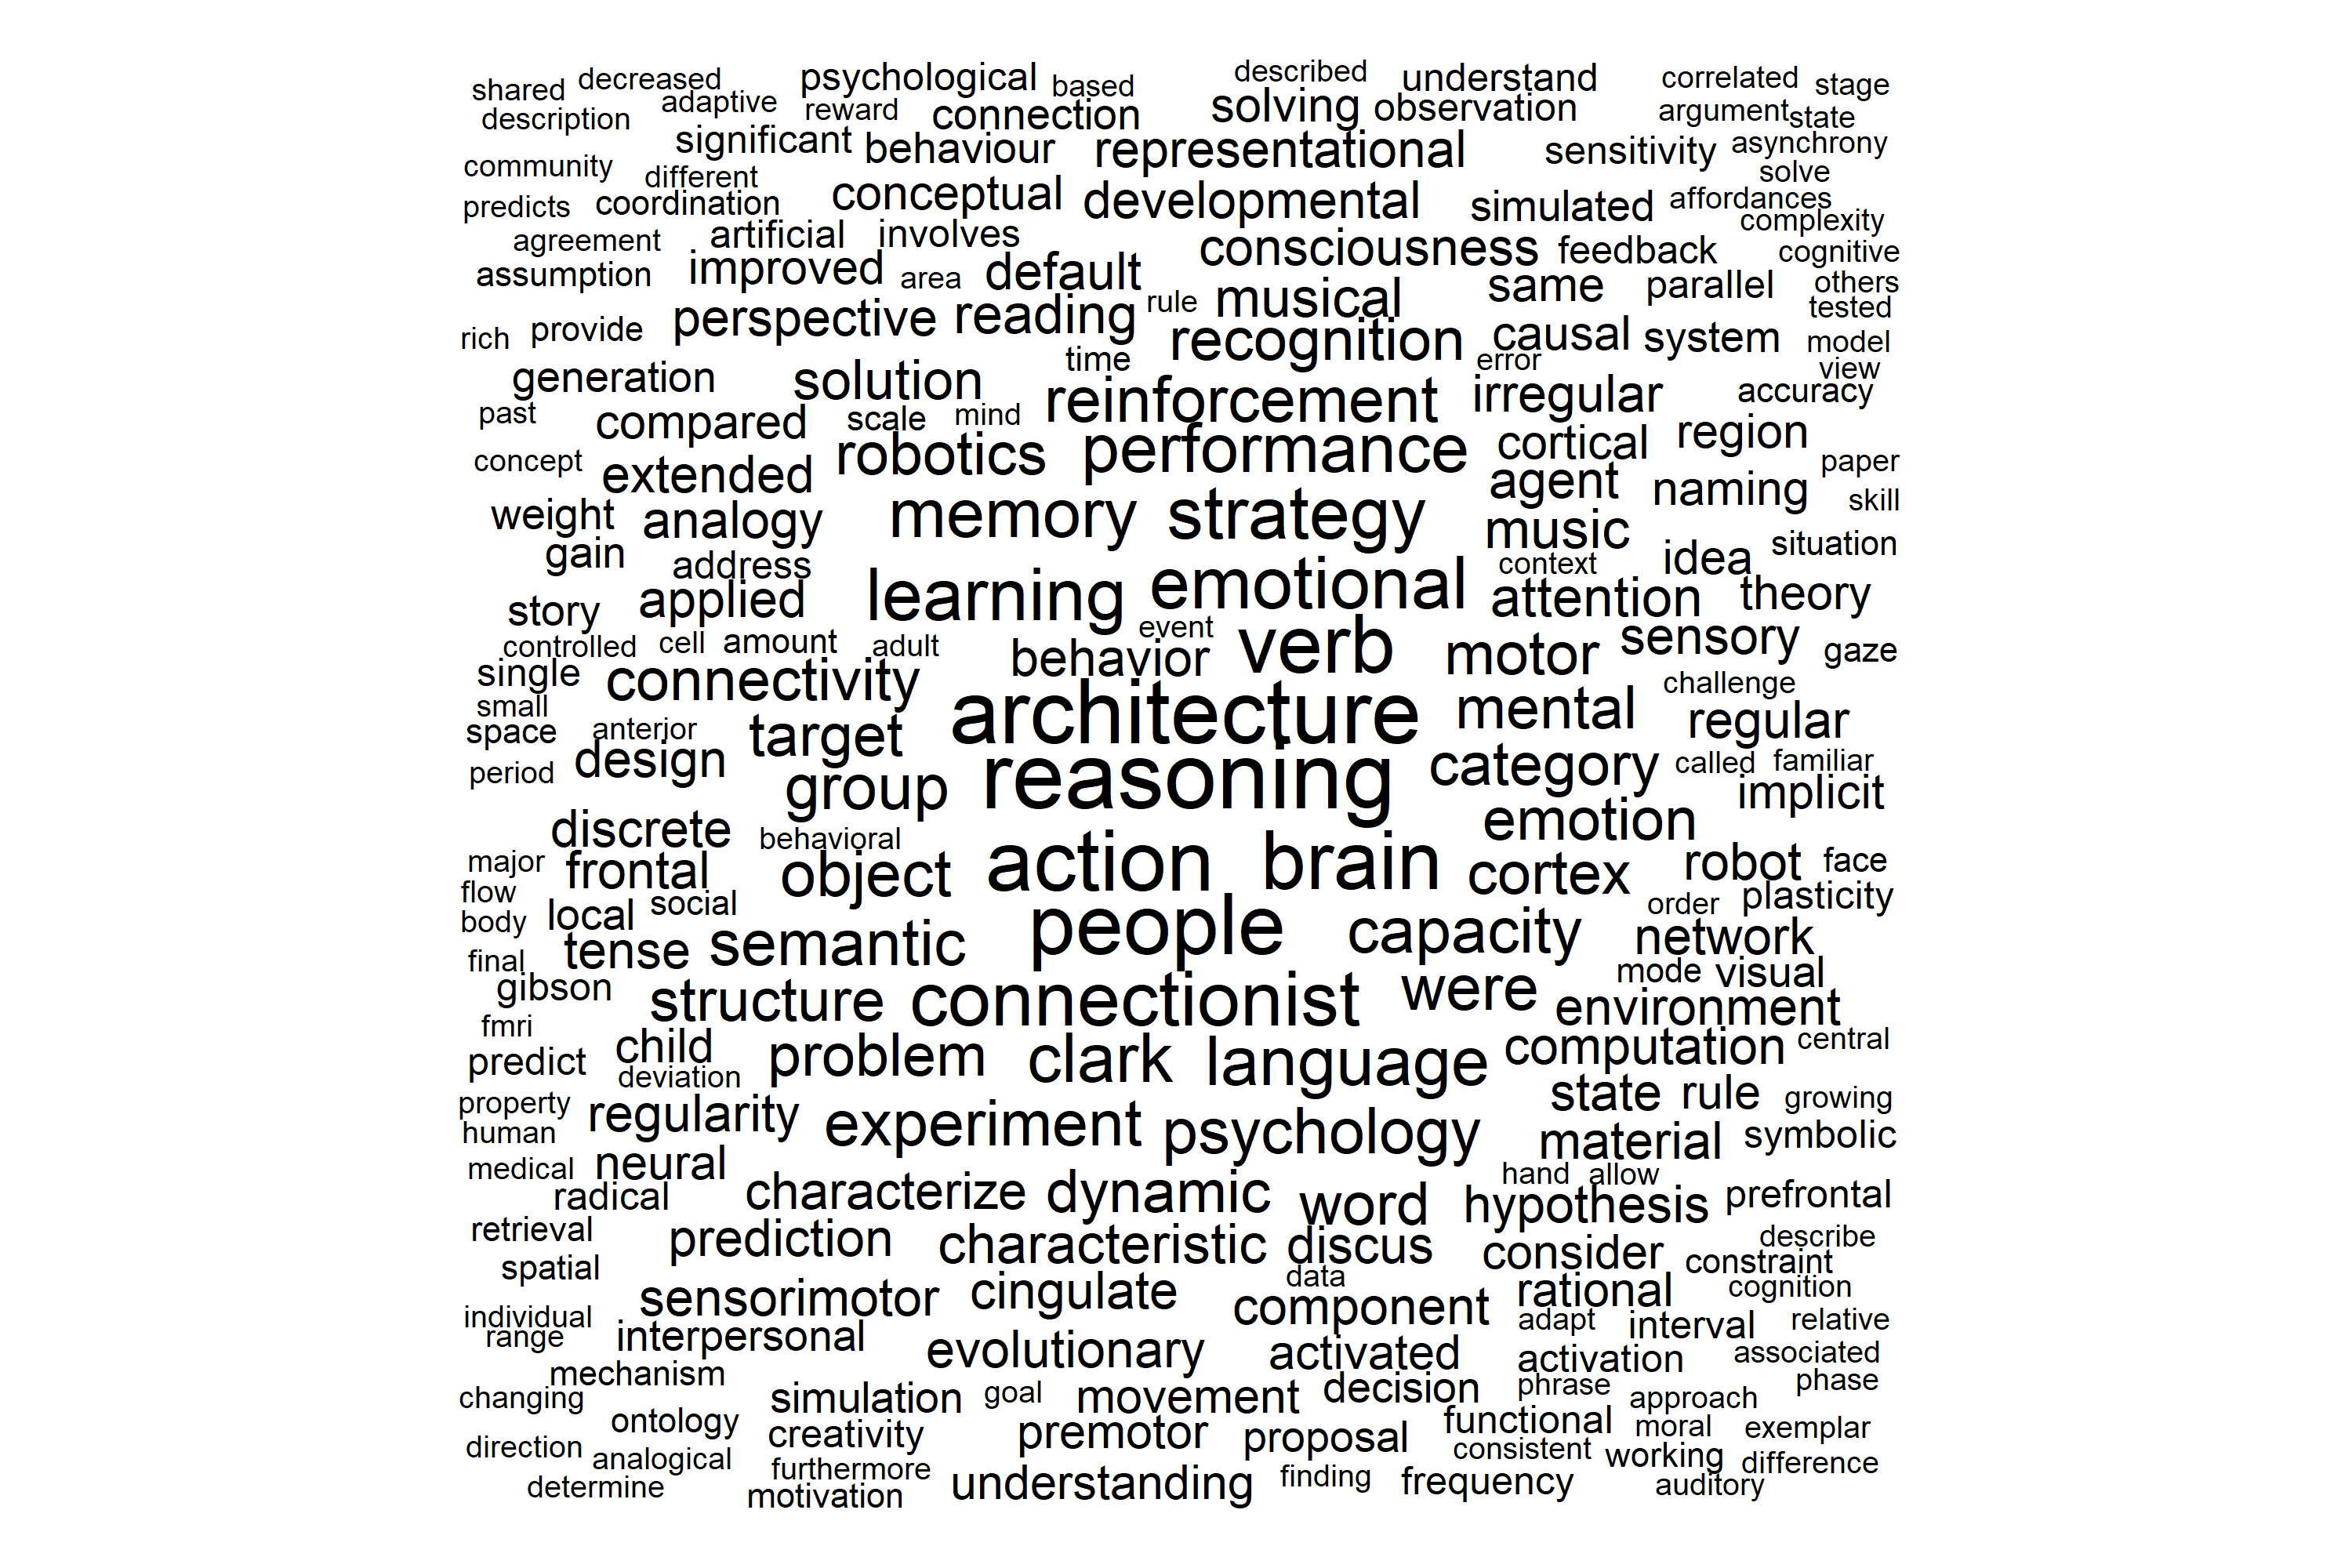 shared decreased psychological based described understand correlated stage
description adaptive reward connection solving observation argument state
significant behaviour representational sensitivity asynchrony
community different solve
predicts coordination conceptual developmental simulated affordances complexity
agreement artificial involves consciousness feedback cognitive
assumption improved area default musical same parallel others
rich provide perspective reading rule recognition causal system tested model
generation solution time reinforcement error irregular accuracy view
past compared scale mind performance cortical region
concept extended robotics agent naming paper
weight analogy memory strategy music skill
gain address emotional context idea situation
story applied learning attention theory
controlled cell amount adult behavior event verb motor sensory gaze
single connectivity architecture mental challenge
small
space anterior target regular
period design group reasoning category called familiar implicit
discrete behavioral emotion
major frontal object action brain cortex robot face
flow
body local social people capacity order plasticity
final tense semantic network
gibson structure connectionist were mode visual environment
fmri
predict child problem clark language computation central
deviation
property regularity experiment psychology state rule growing
human material symbolic
medical neural hand allow
radical characterize dynamic word hypothesis prefrontal
retrieval prediction characteristic discus consider describe
spatial constraint
sensorimotor cingulate data component rational cognition
individual
range interpersonal evolutionary activated adapt interval relative
mechanism activation associated
changing simulation goal movement decision phrase approach phase
ontology creativity premotor proposal functional moral exemplar
direction analogical furthermore consistent working difference
determine motivation understanding finding frequency auditory